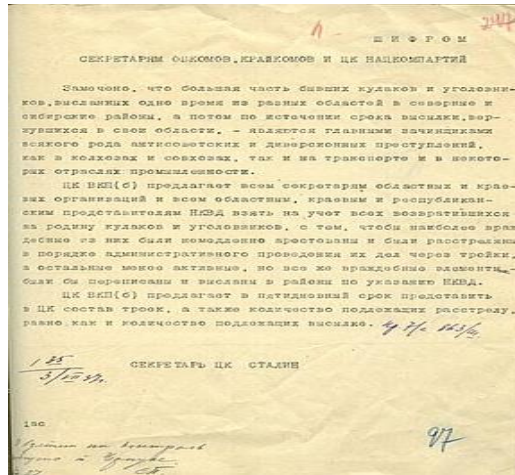 ШИФРОМ
СЕКРЕТАРЯМ ОБКОМОВ, КРАЙКОМОВ И ЦК НАЦКОМПАРТИЙ
Замечено, что большая часть бывших кулаков и уголовни-
ков, высланных одно время из разных областей в северные и
сибирские районы, а потом по истечении срока высылки, вер-
нувшихся в свои области, - являются главными зачинщиками
всякого рода антисоветских и диверсионных преступлений,
как в колхозах и совхозах, так и на транспорте и в некото-
рых отраслях промышленности.
ЦК ВКП(б) предлагает всем секретарям областных и крае-
вых организаций и всем областным, краевым и республикан-
ским представителям НКВД взять на учет всех возвратившихся
на родину кулаков и уголовников, с тем, чтобы наиболее враж
дебные из них были немедленно арестованы и были расстреляны
в порядке административного проведения их дел через тройки,
а остальные менее активные, но все же враждебные элементы
были бы переписаны и высланы в районы по указанию НКВД.
ЦК ВКП(б) предлагает в пятидневный срок представить
в ЦК состав троек, а также количество подлежащих расстрелу,
равно как и количество подлежащих высылке.
СЕКРЕТАРЬ ЦК СТАЛИН
1ас
97